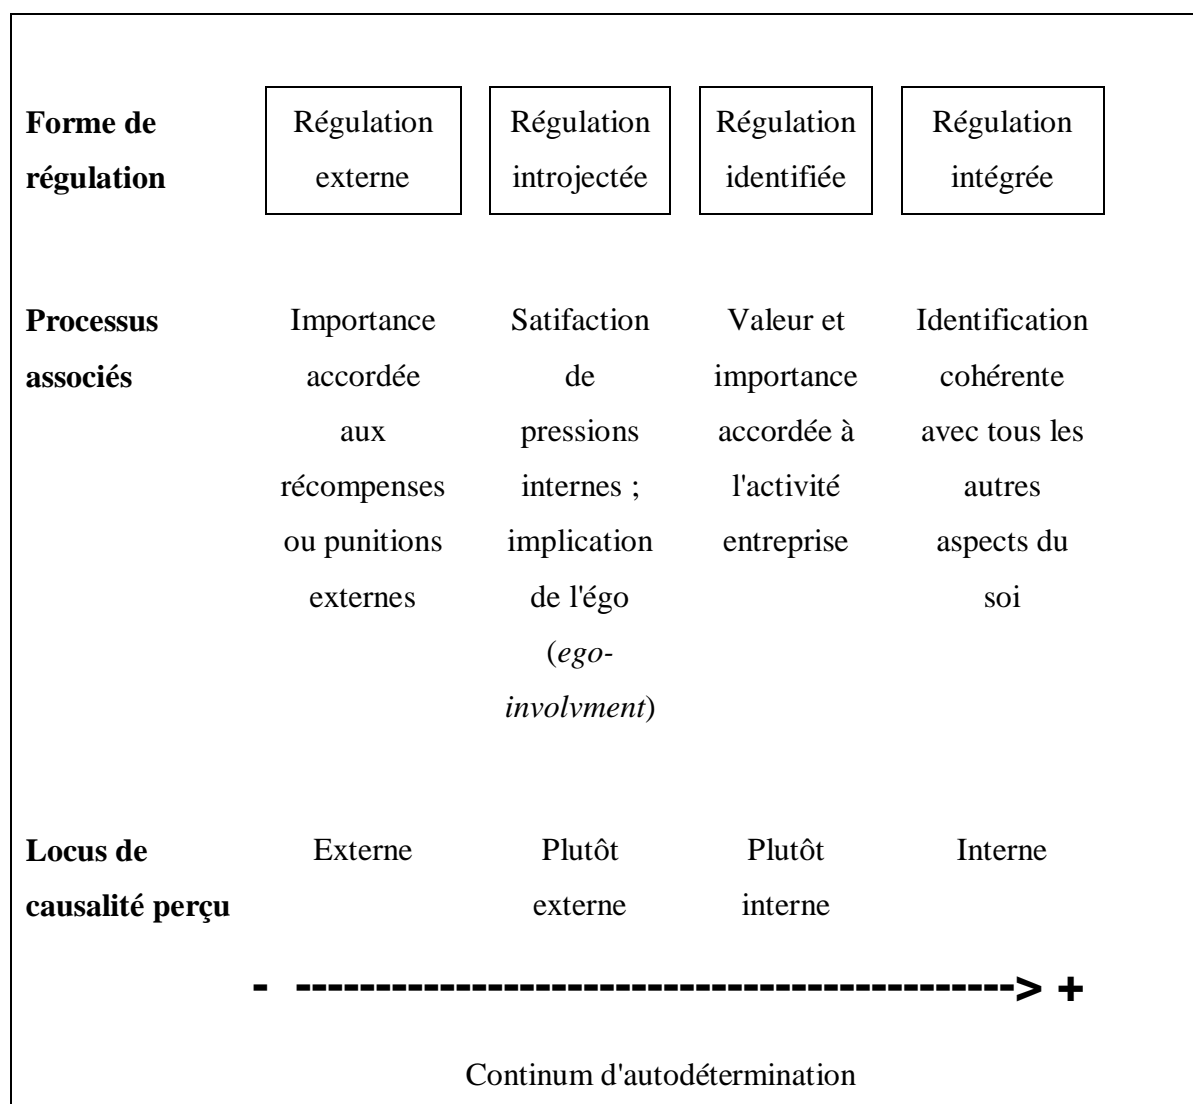 Forme de
régulation
Régulation
externe
Régulation
introjectée
Régulation
identifiée
Régulation
intégrée
Processus
associés
Importance
accordée
aux
récompenses
ou punitions
externes
Satifaction
de
pressions
internes ;
implication
de l'égo
(ego-
involvment)
Valeur et
importance
accordée à
l'activité
entreprise
Identification
cohérente
avec tous les
autres
aspects du
soi
Locus de
causalité perçu
Externe
Plutôt
externe
Plutôt
interne
Interne
- ---------------------------------------------> +
Continum d'autodétermination